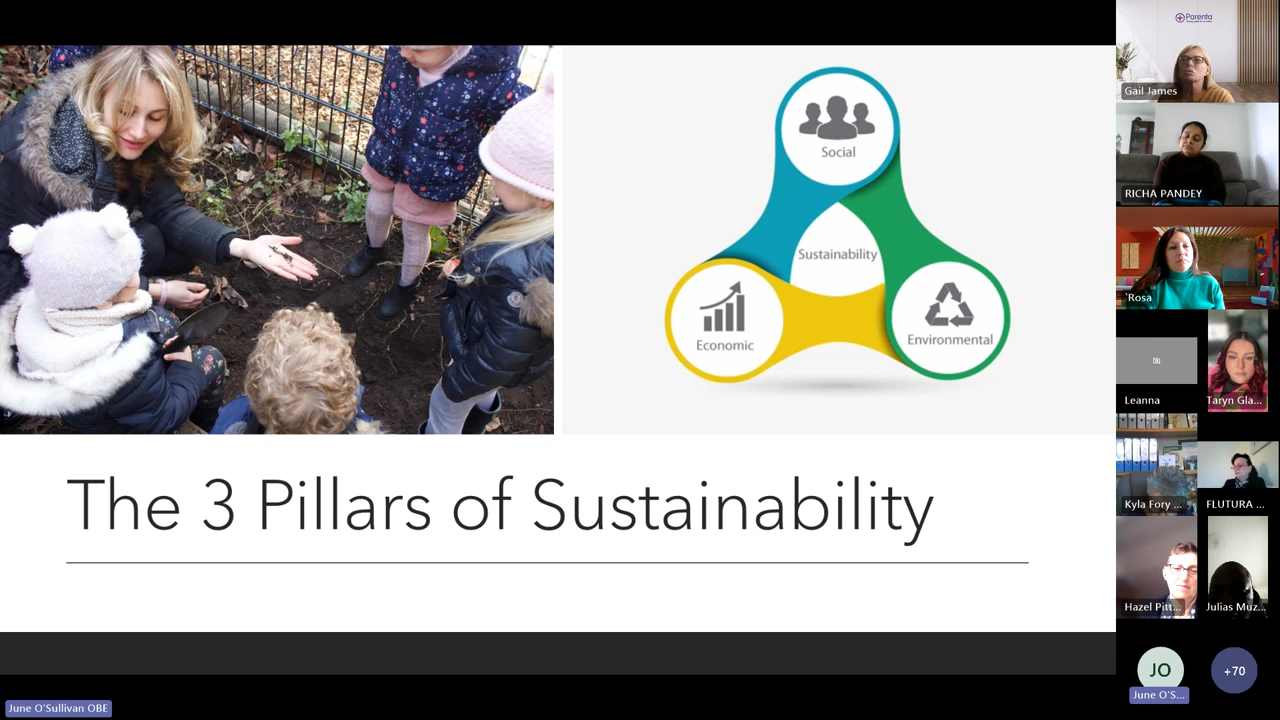 Social
Sustainability
Economic
Environmental
The 3 Pillars of Sustainability
June O'Sullivan OBE
Parenta
Gail James
RICHA PANDEY
`Rosa
Leanna
Taryn Gla...
Kyla Fory ...
FLUTURA ...
Hazel Pitt...
Julias Muz...
JO
June O'S...
+70